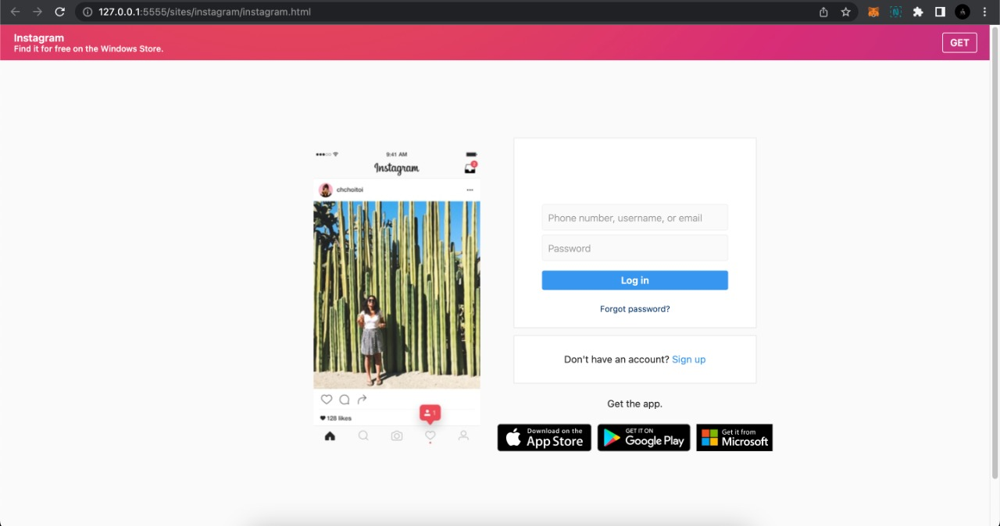 127.0.0.1:5555/sites/instagram/instagram.html
Instagram
Find it for free on the Windows Store.
GET
9:41 AM
Instagram
chchoitoi
128 likes
1
Phone number, username, or email
Password
Log in
Forgot password?
Don't have an account? Sign up
Get the app.
Download on the
App Store
GET IT ON
Google Play
Get it from
Microsoft